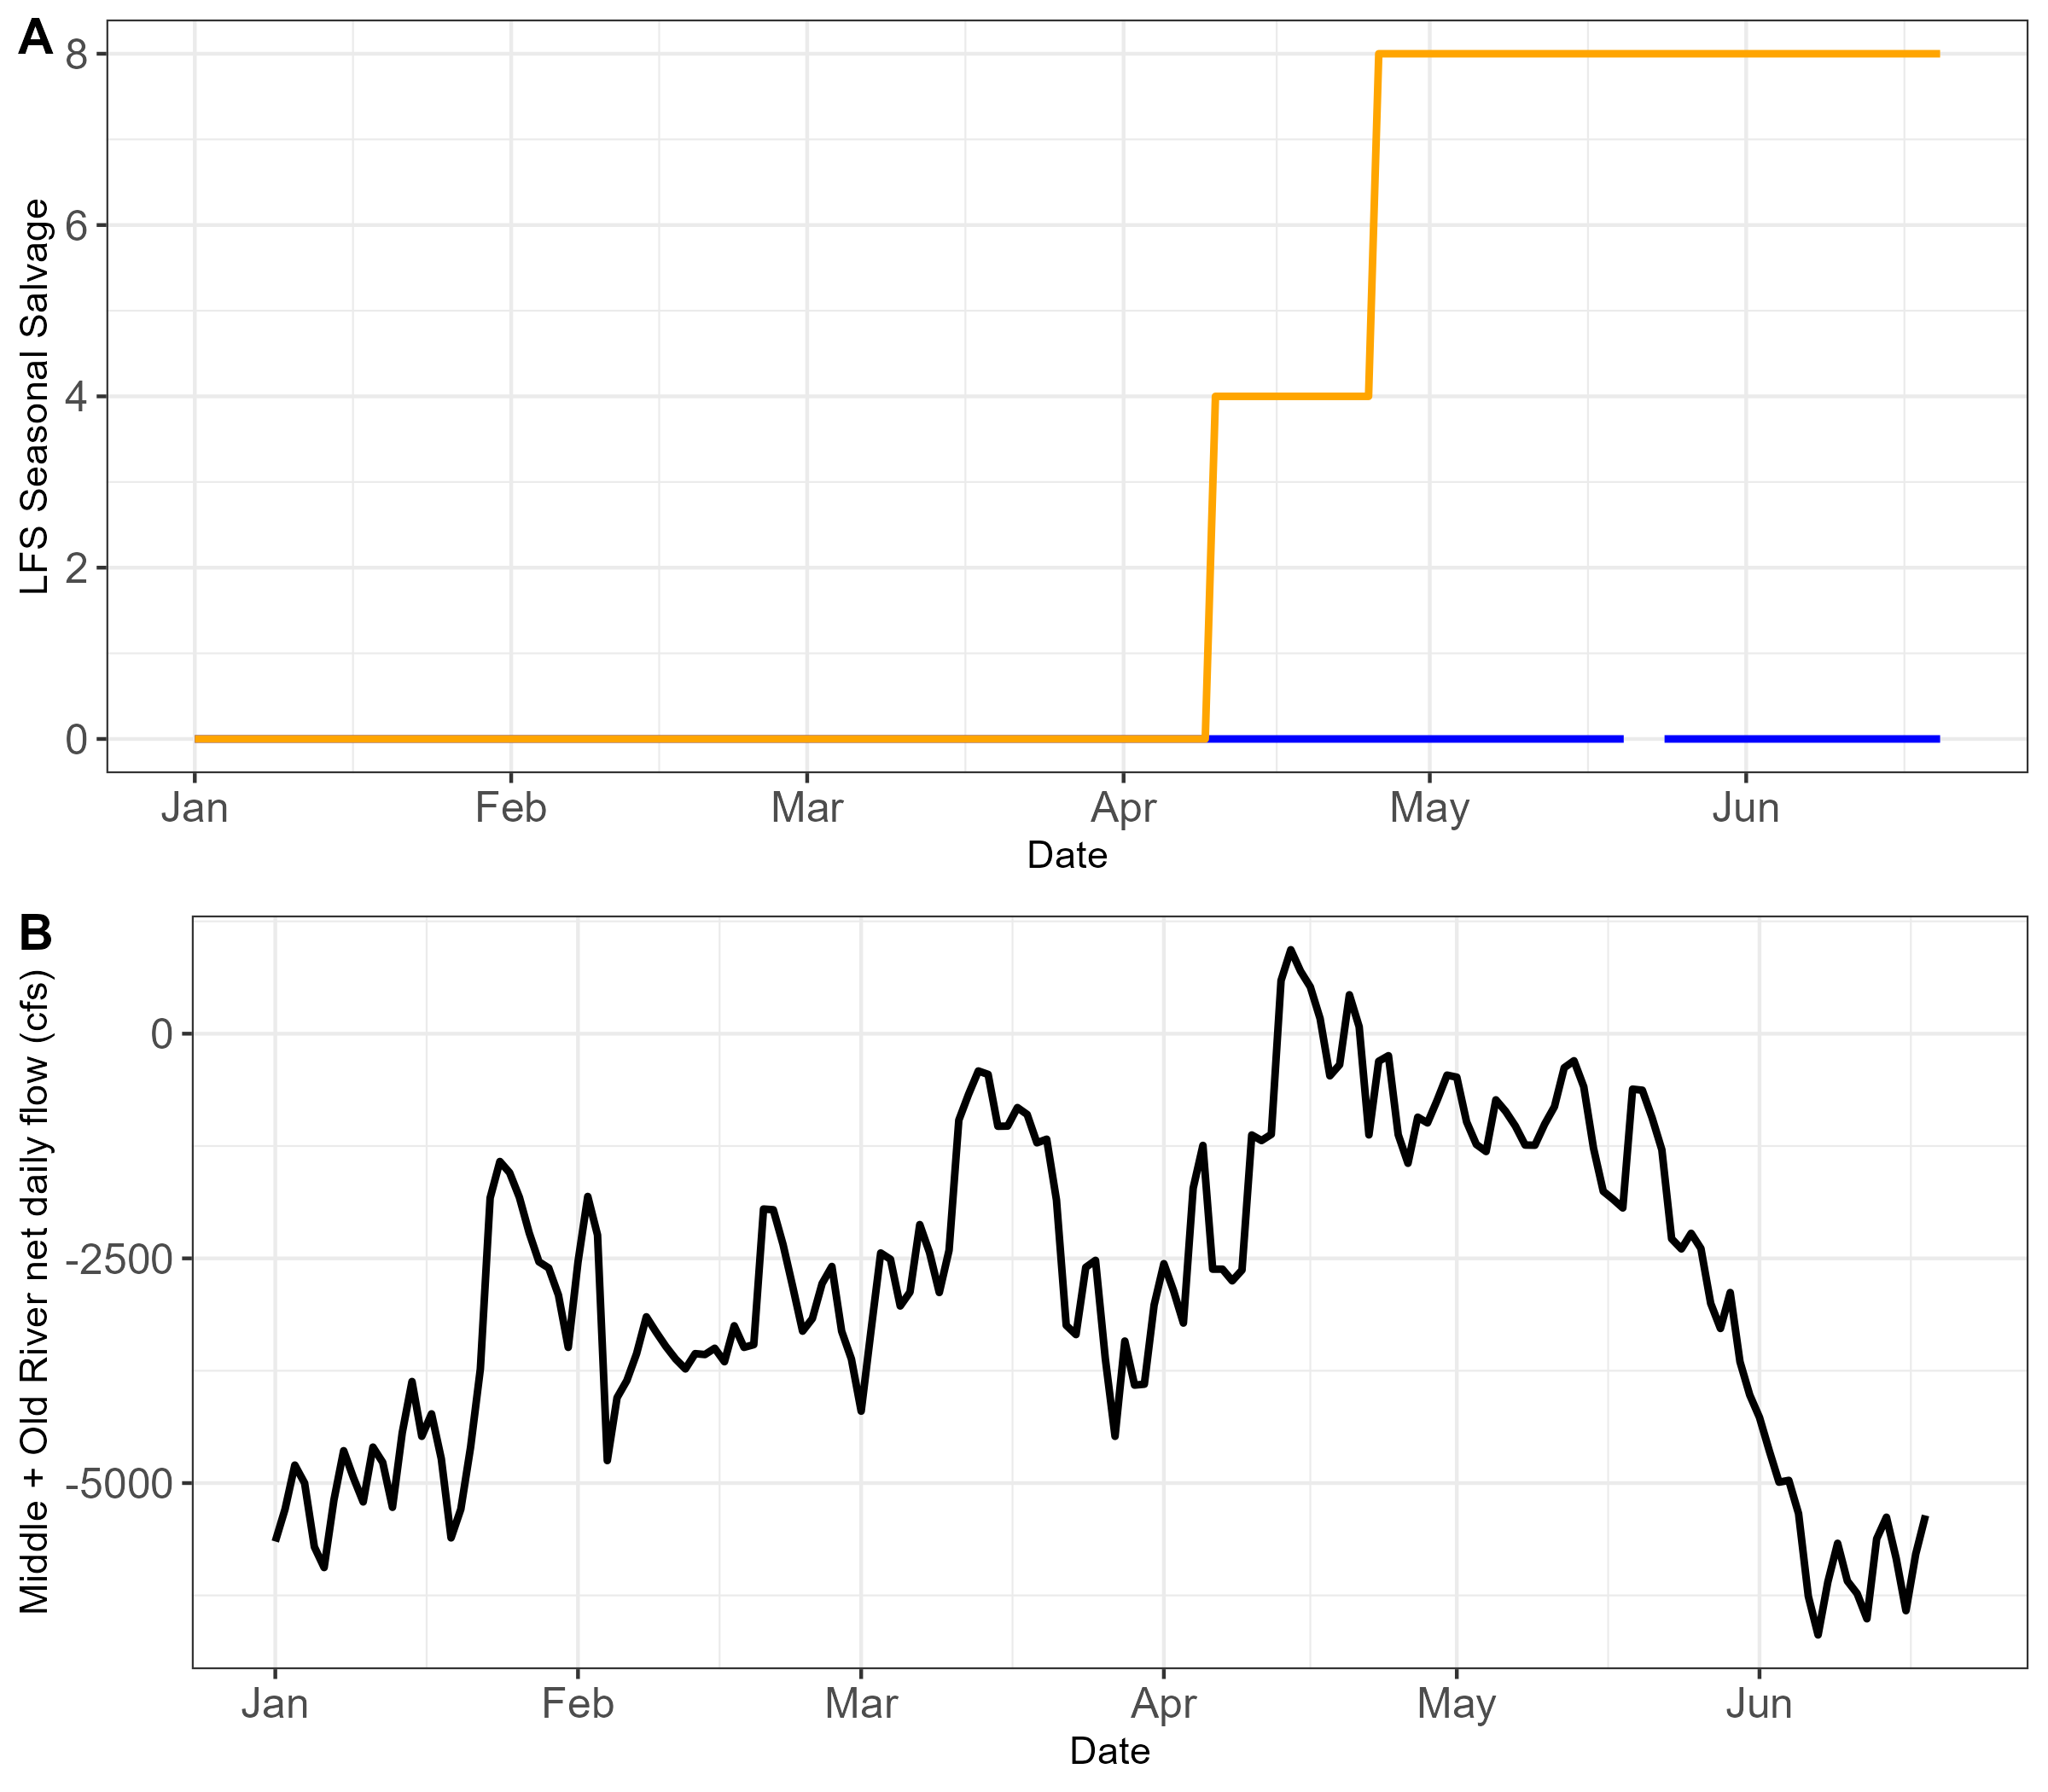 A
LFS Seasonal Salvage
8
6
4
2
0
Jan Feb Mar Apr May Jun
Date
B
Middle + Old River net daily flow (cfs)
0
-2500
-5000
Jan Feb Mar Apr May Jun
Date